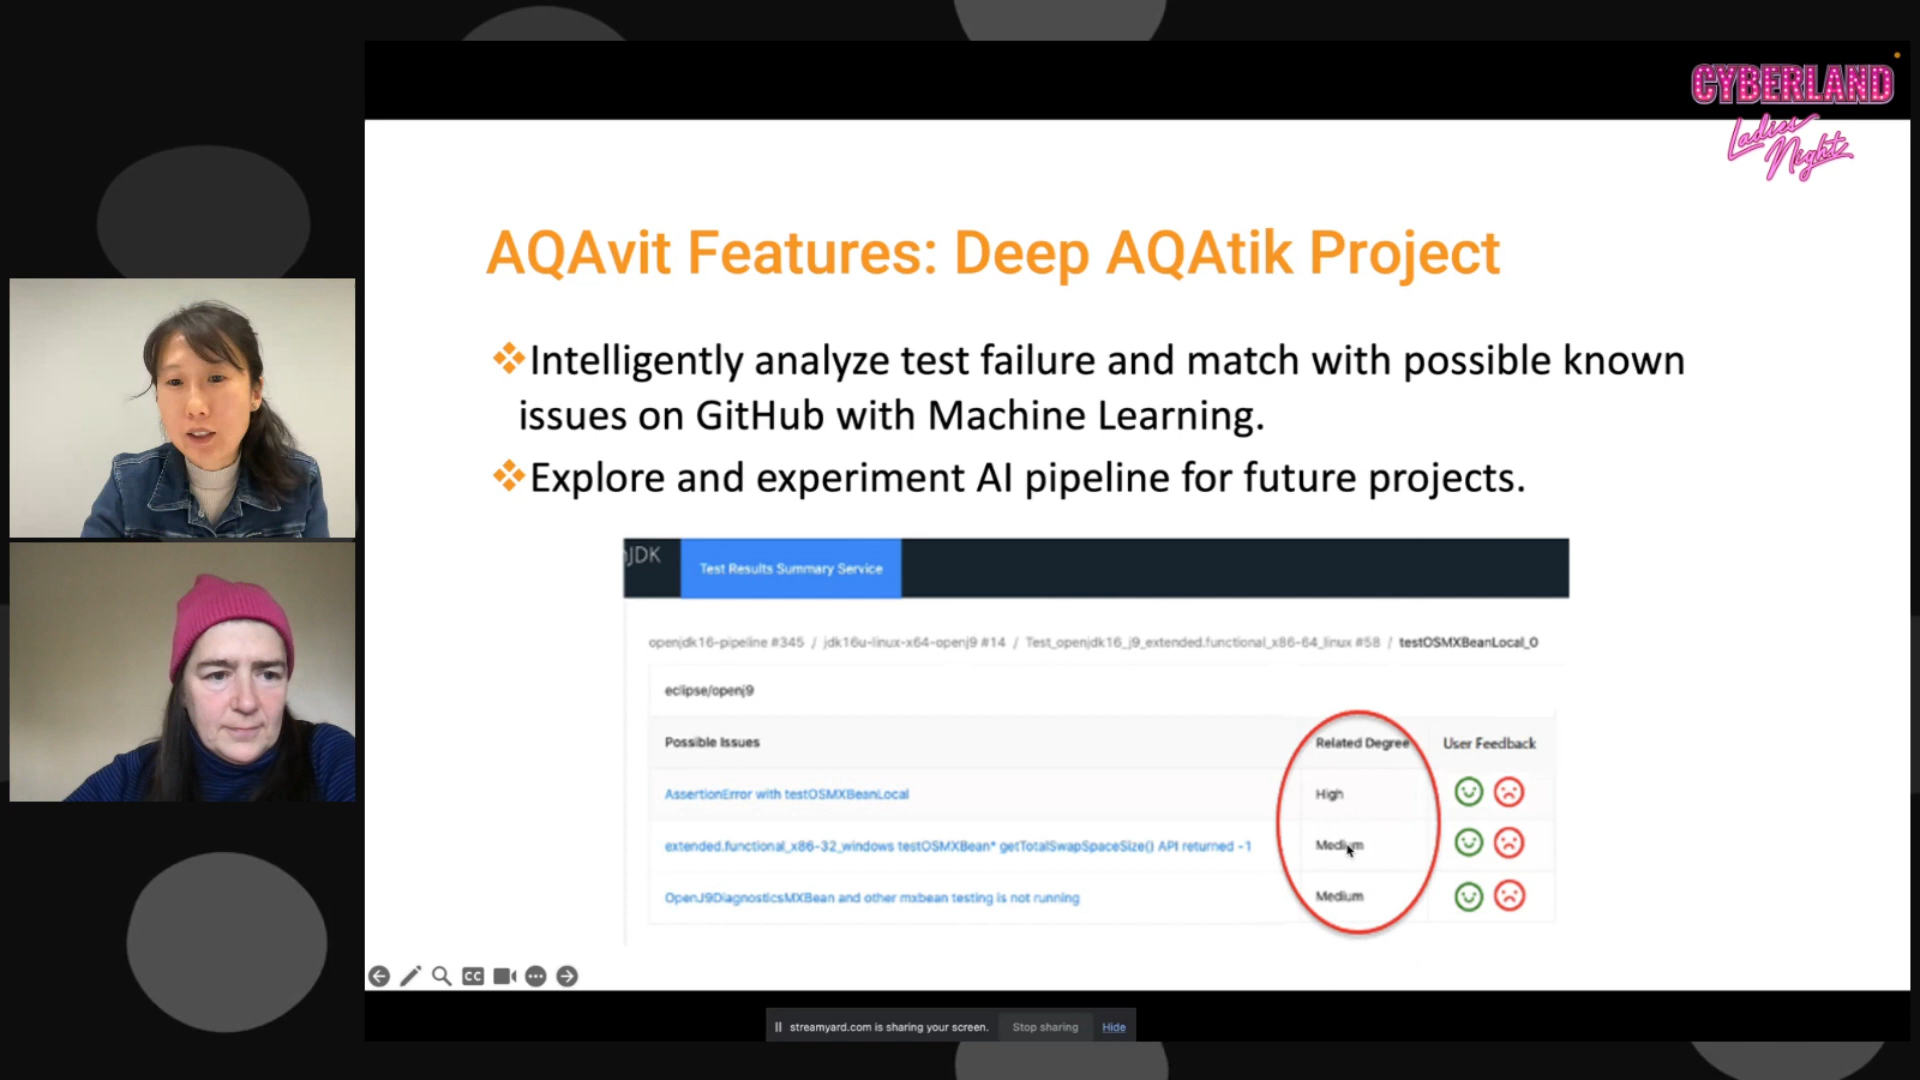 CYBERLAND
Ladies
Night
AQAvit Features: Deep AQAtik Project
Intelligently analyze test failure and match with possible known
issues on GitHub with Machine Learning.
Explore and experiment AI pipeline for future projects.
JDK
Test Results Summary Service
openjdk16-pipeline #345 / jdk16u-linux-x64-openj9 #14 / Test_openjdk16_j9_extended.functional_x86-64_linux #58 / testOSMXBeanLocal_0
eclipse/openj9
Possible Issues Related Degree User Feedback
AssertionError with testOSMXBeanLocal High
extended.functional_x86-32_windows testOSMXBean* getTotalSwapSpaceSize() API returned -1 Medium
OpenJ9DiagnosticsMXBean and other mxbean testing is not running Medium
CC
streamyard.com is sharing your screen. Stop sharing Hide